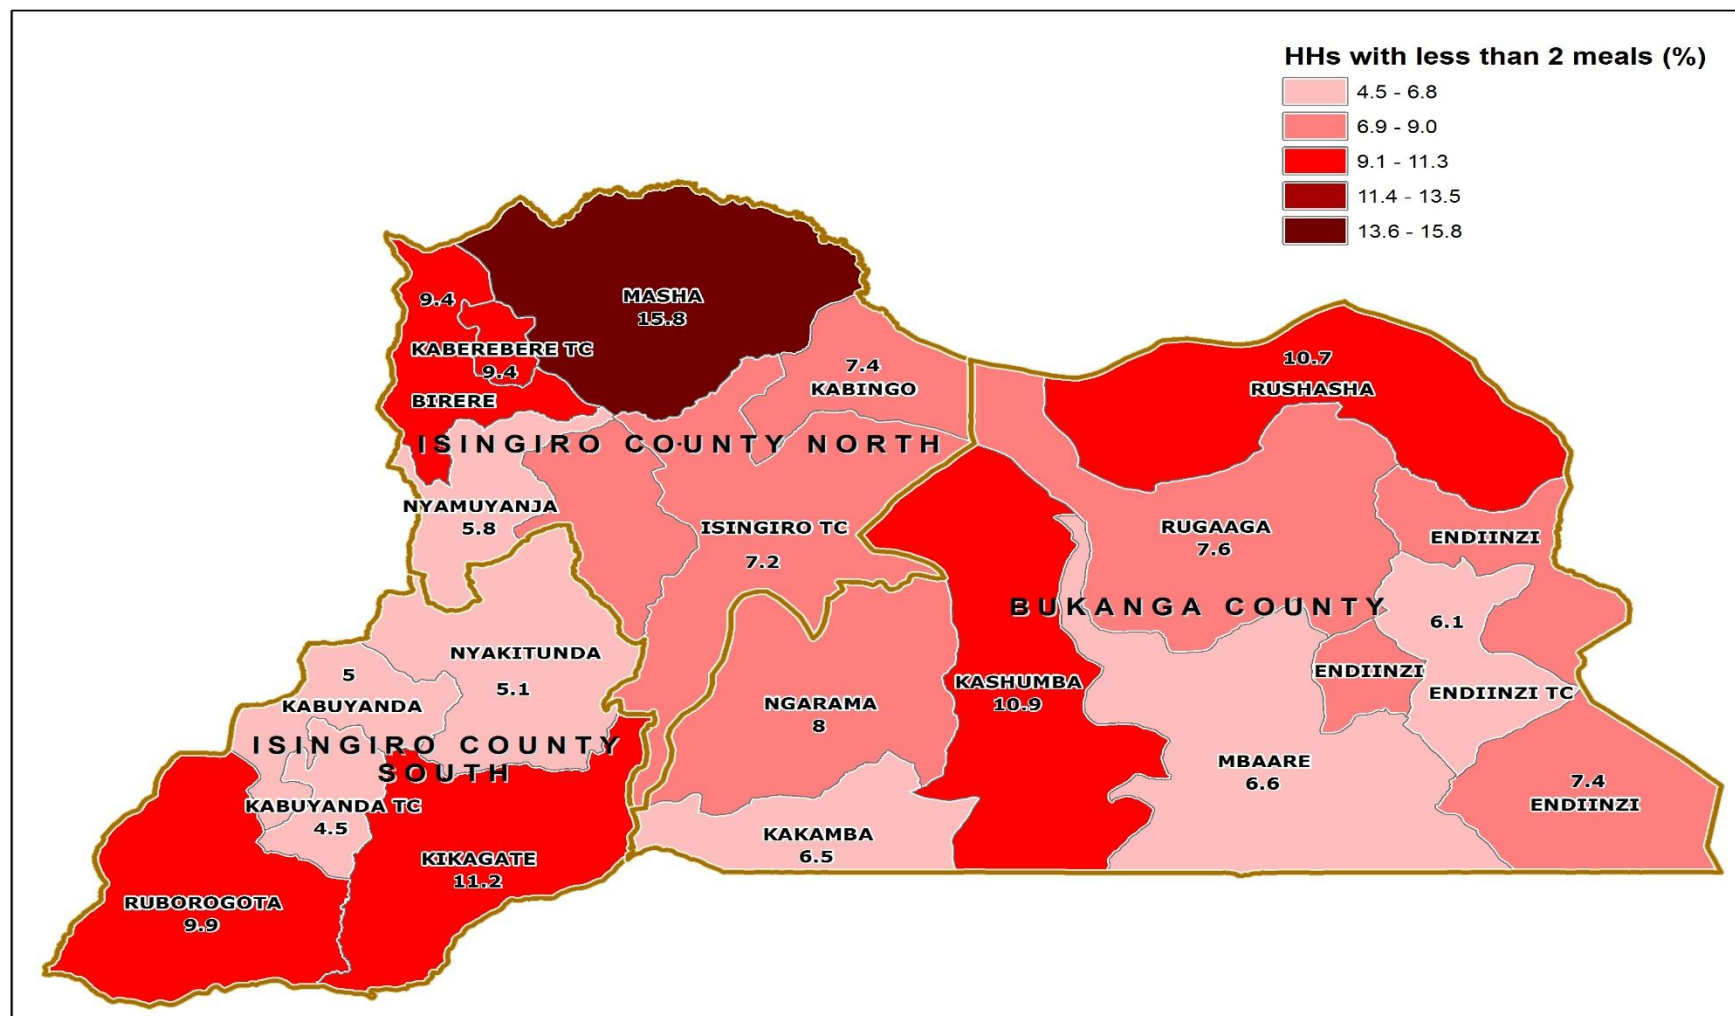 HHs with less than 2 meals (%)
4.5 - 6.8
6.9 - 9.0
9.1 - 11.3
11.4 - 13.5
13.6 - 15.8
MASHA
15.8
9.4
KABEREBERE TC
9.4
BIRERE
7.4
KABINGO
10.7
RUSHASHA
ISINGIRO COUNTY NORTH
NYAMUYANJA
5.8
ISINGIRO TC
7.2
RUGAAGA
7.6
ENDIINZI
BUKANGA COUNTY
6.1
NYAKITUNDA
5.1
5
KABUYANDA
ENDIINZI
ENDIINZI TC
KASHUMBA
10.9
NGARAMA
8
ISINGIRO COUNTY
SOUTH
MBAARE
6.6
7.4
ENDIINZI
KABUYANDA TC
4.5
KAKAMBA
6.5
KIKAGATE
11.2
RUBOROGOTA
9.9